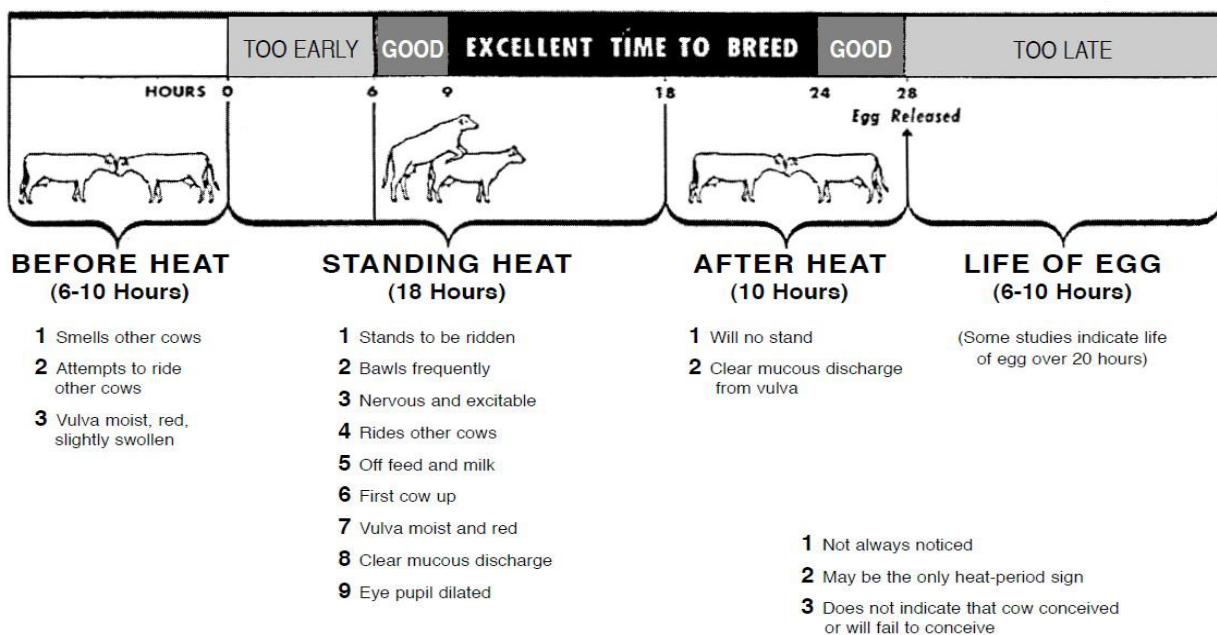 TOO EARLY GOOD EXCELLENT TIME TO BREED GOOD TOO LATE
HOURS 0 6 9 18 24 28
Egg Released
BEFORE HEAT
(6-10 Hours)
1 Smells other cows
2 Attempts to ride
other cows
3 Vulva moist, red,
slightly swollen
STANDING HEAT
(18 Hours)
1 Stands to be ridden
2 Bawls frequently
3 Nervous and excitable
4 Rides other cows
5 Off feed and milk
6 First cow up
7 Vulva moist and red
8 Clear mucous discharge
9 Eye pupil dilated
AFTER HEAT
(10 Hours)
1 Will no stand
2 Clear mucous discharge
from vulva
LIFE OF EGG
(6-10 Hours)
(Some studies indicate life
of egg over 20 hours)
1 Not always noticed
2 May be the only heat-period sign
3 Does not indicate that cow conceived
or will fail to conceive